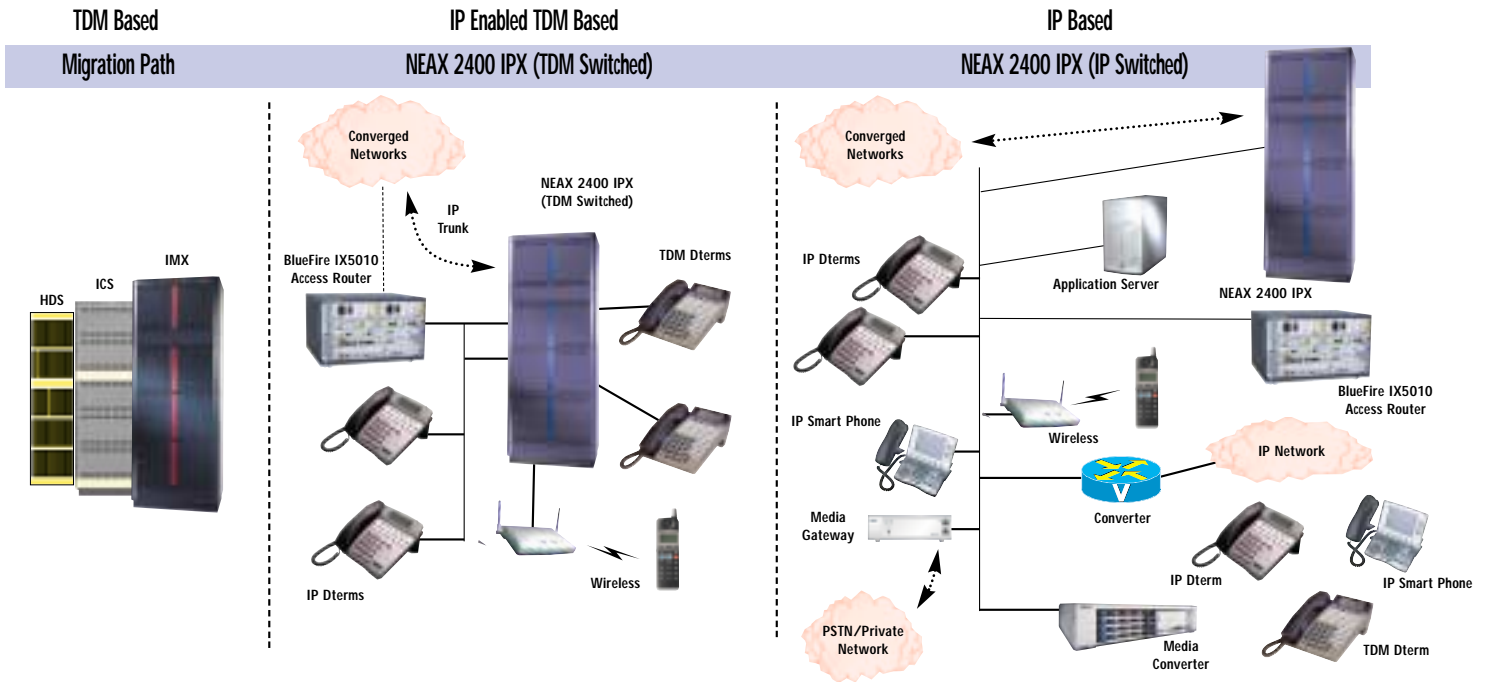 TDM Based
IP Enabled TDM Based
IP Based
Migration Path
NEAX 2400 IPX (TDM Switched)
NEAX 2400 IPX (IP Switched)
HDS
ICS
IMX
Converged
Networks
IP
Trunk
NEAX 2400 IPX
(TDM Switched)
BlueFire IX5010
Access Router
TDM Dterms
IP Dterms
Wireless
Converged
Networks
IP Dterms
Application Server
NEAX 2400 IPX
BlueFire IX5010
Access Router
IP Smart Phone
Wireless
IP Network
V
Converter
Media
Gateway
IP Dterm
IP Smart Phone
PSTN/Private
Network
Media
Converter
TDM Dterm